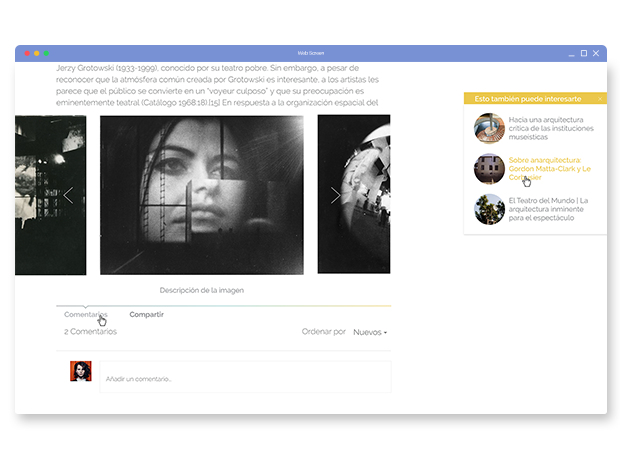 Web Screen
Jerzy Grotowski (1933-1999), conocido por su teatro pobre. Sin embargo, a pesar de
reconocer que la atmósfera común creada por Grotowski es interesante, a los artistas les
parece que el público se convierte en un "voyeur culposo" y que su preocupación es
eminentemente teatral (Catálogo 1968:18).[15] En respuesta a la organización espacial del
Descripción de la imagen
Comentarios
Compartir
2 Comentarios
Ordenar por
Nuevos
Añadir un comentario...
Esto también puede interesarte
Hacia una arquitectura
crítica de las instituciones
museísticas
Sobre anarquitectura:
Gordon Matta-Clark y Le
Corbusier
El Teatro del Mundo | La
arquitectura inminente
para el espectáculo